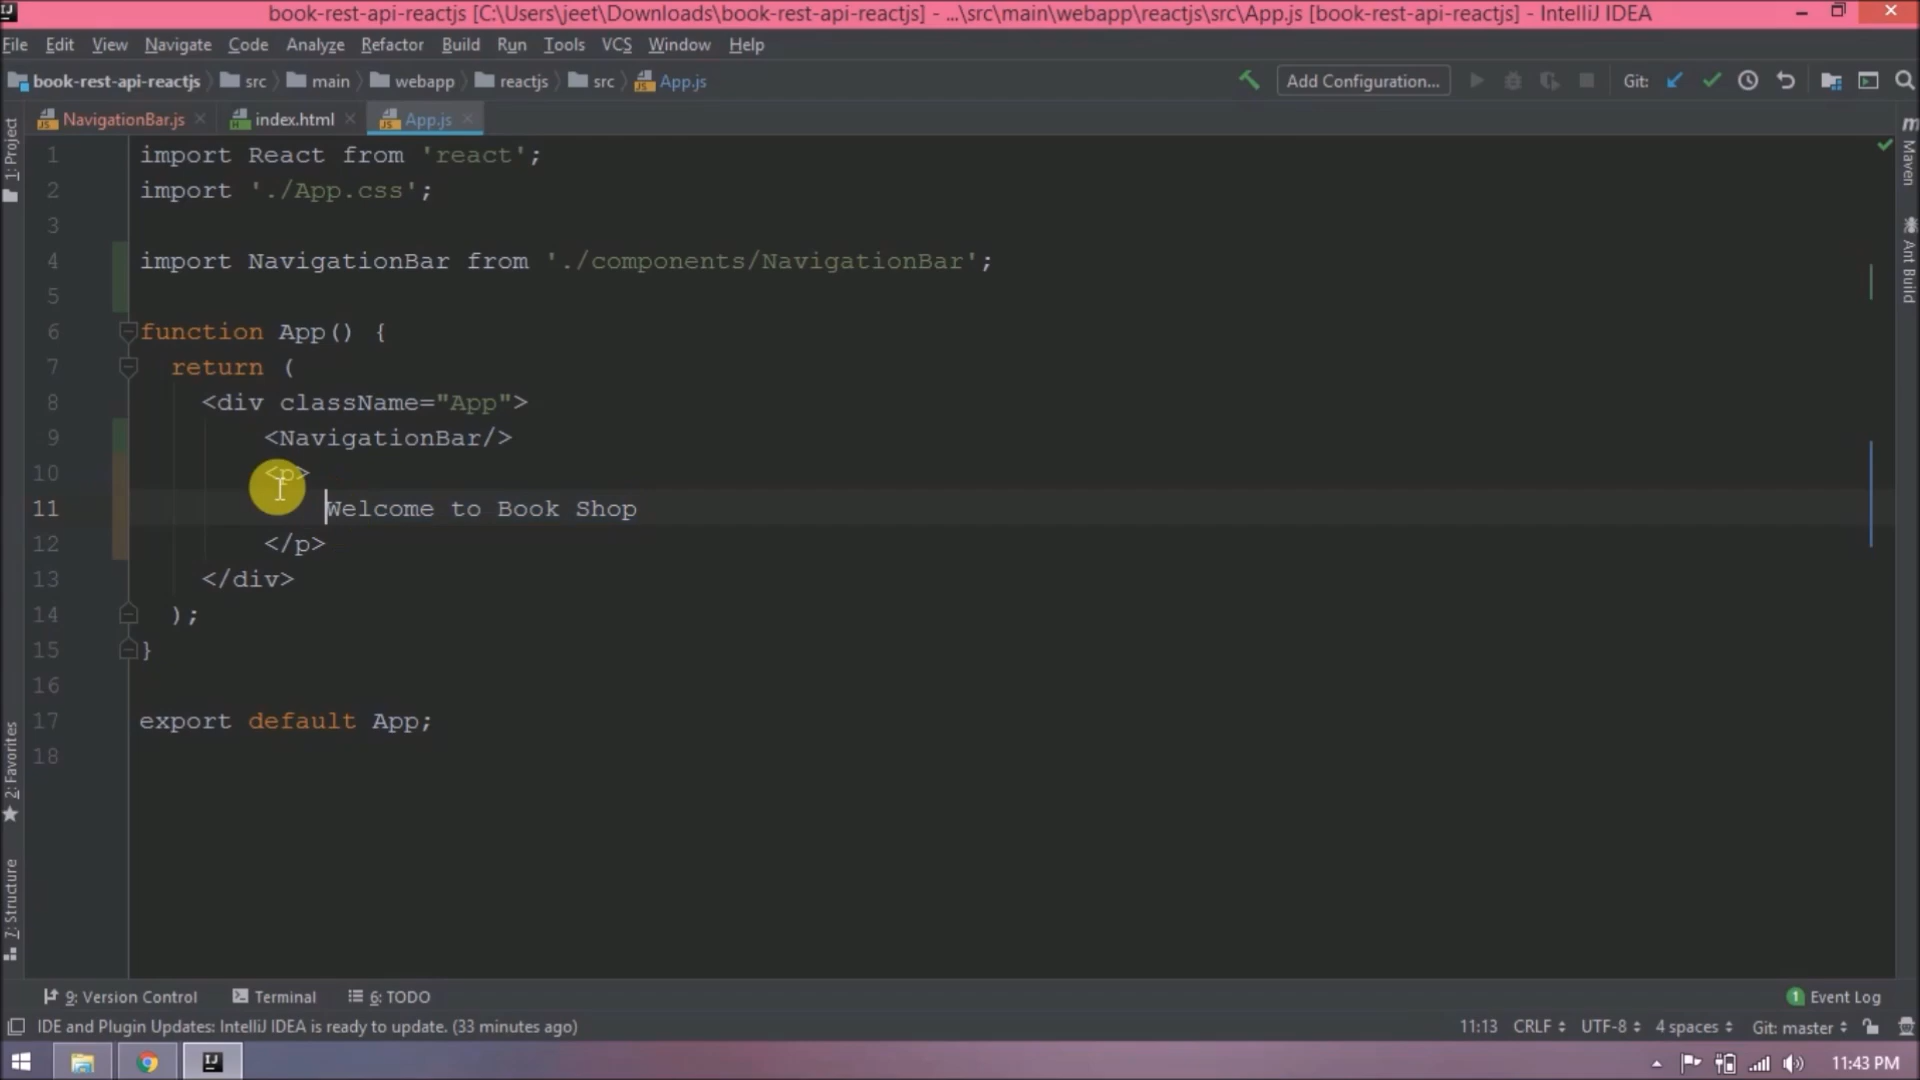 book-rest-api-reactjs [C:\Users\jeet\Downloads\book-rest-api-reactjs] - ...\src\main\webapp\reactjs\src\App.js [book-rest-api-reactjs] - IntelliJ IDEA
File Edit View Navigate Code Analyze Refactor Build Run Tools VCS Window Help
book-rest-api-reactjs src main webapp reactjs src App.js Add Configuration... Git:
NavigationBar.js index.html App.js
1: Project
Maven
Ant Build
1 import React from 'react';
2 import './App.css';
3
4 import NavigationBar from './components/NavigationBar';
5
6 function App() {
7 return (
8 <div className="App">
9 <NavigationBar/>
10 <p>
11 Welcome to Book Shop
12 </p>
13 </div>
14 );
15 }
16
17 export default App;
18
2: Favorites
7: Structure
9: Version Control Terminal 6: TODO 1 Event Log
IDE and Plugin Updates: IntelliJ IDEA is ready to update. (33 minutes ago) 11:13 CRLF UTF-8 4 spaces Git: master
11:43 PM